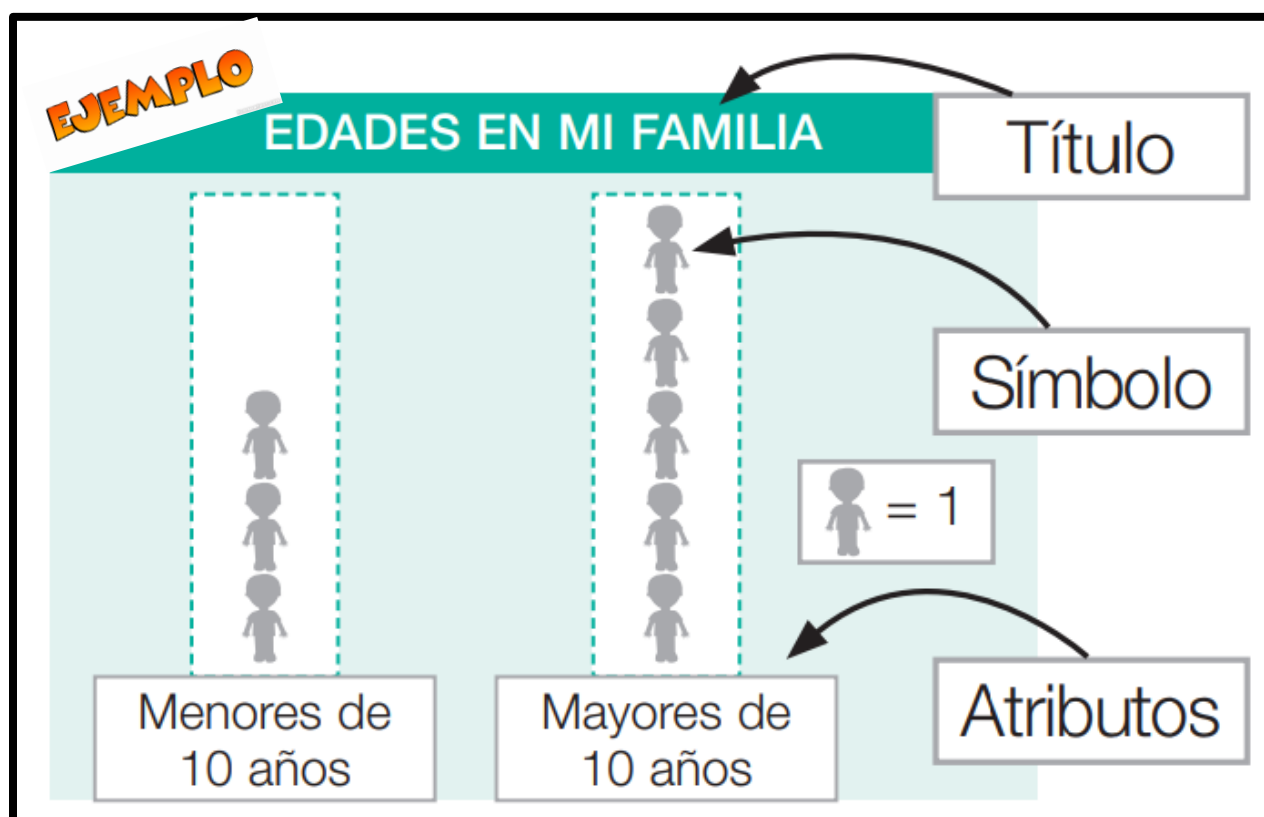 EJEMPLO
EDADES EN MI FAMILIA
Título
Símbolo
= 1
Atributos
Menores de
10 años
Mayores de
10 años